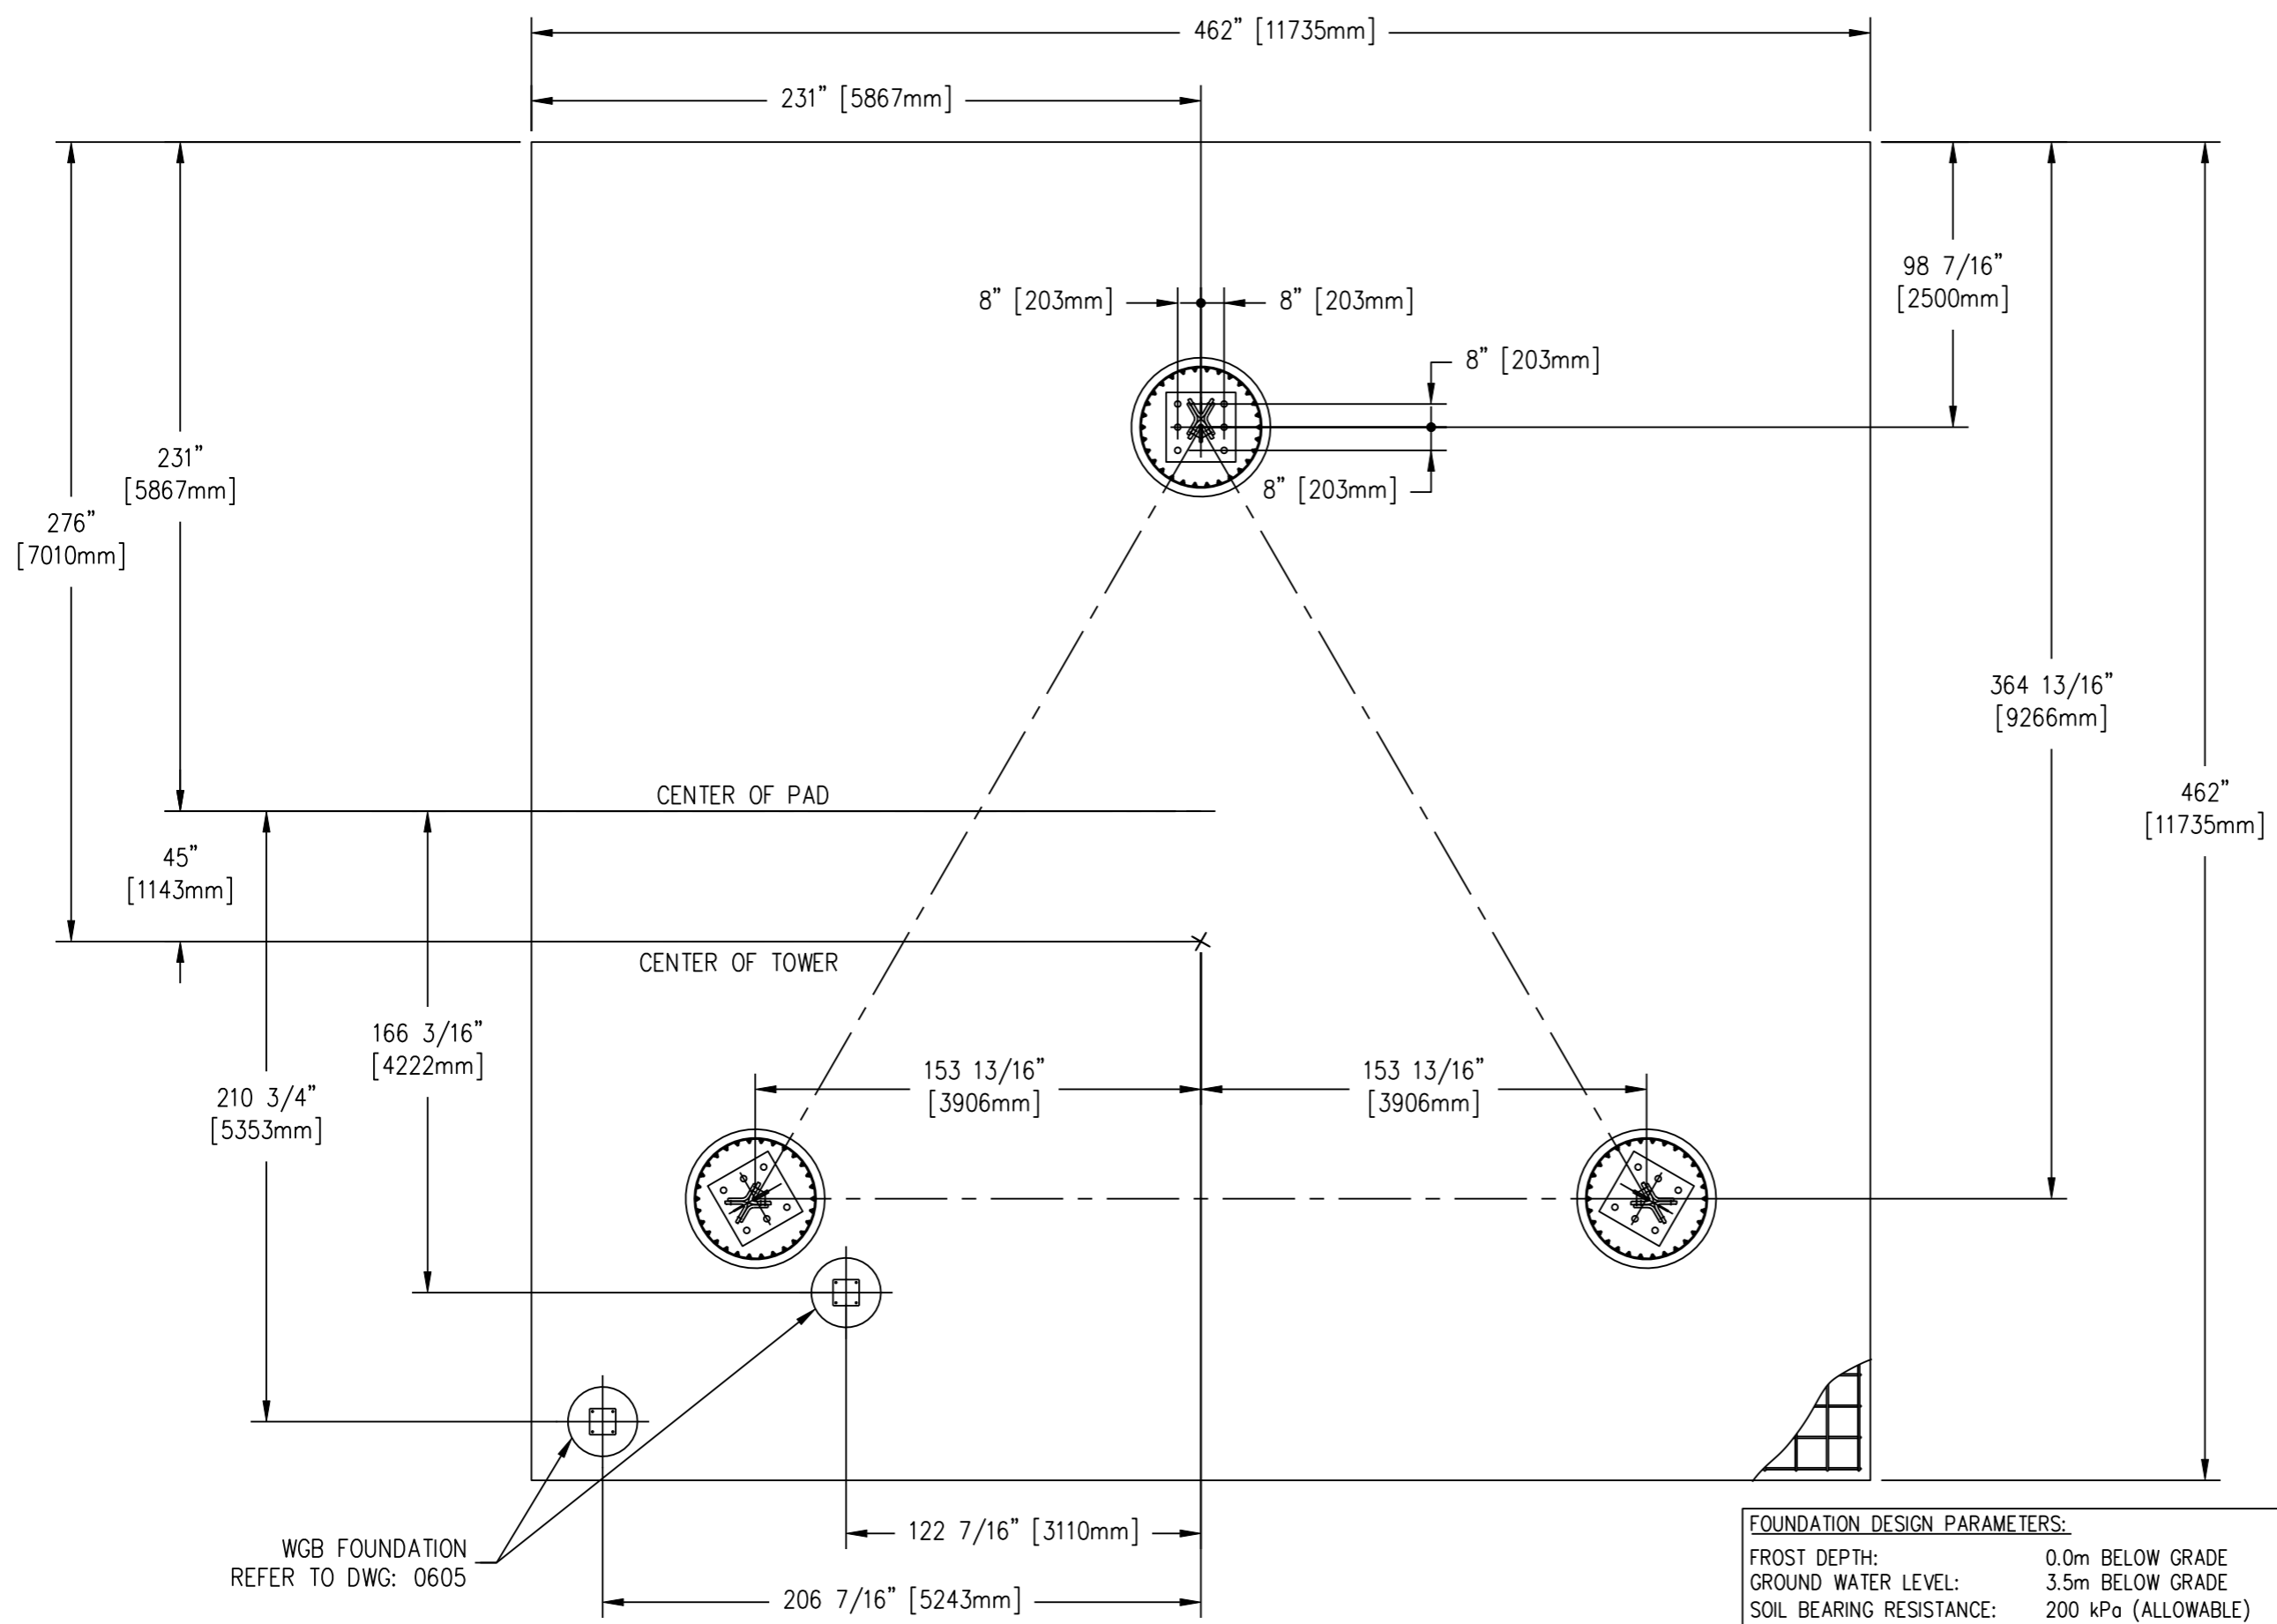 462" [11735mm]
231" [5867mm]
98 7/16"
[2500mm]
8" [203mm]
8" [203mm]
8" [203mm]
8" [203mm]
231"
[5867mm]
276"
[7010mm]
364 13/16"
[9266mm]
462"
[11735mm]
CENTER OF PAD
45"
[1143mm]
CENTER OF TOWER
166 3/16"
[4222mm]
210 3/4"
[5353mm]
153 13/16"
[3906mm]
153 13/16"
[3906mm]
122 7/16" [3110mm]
WGB FOUNDATION
REFER TO DWG: 0605
206 7/16" [5243mm]
FOUNDATION DESIGN PARAMETERS:
FROST DEPTH: 0.0m BELOW GRADE
GROUND WATER LEVEL: 3.5m BELOW GRADE
SOIL BEARING RESISTANCE: 200 kPa (ALLOWABLE)